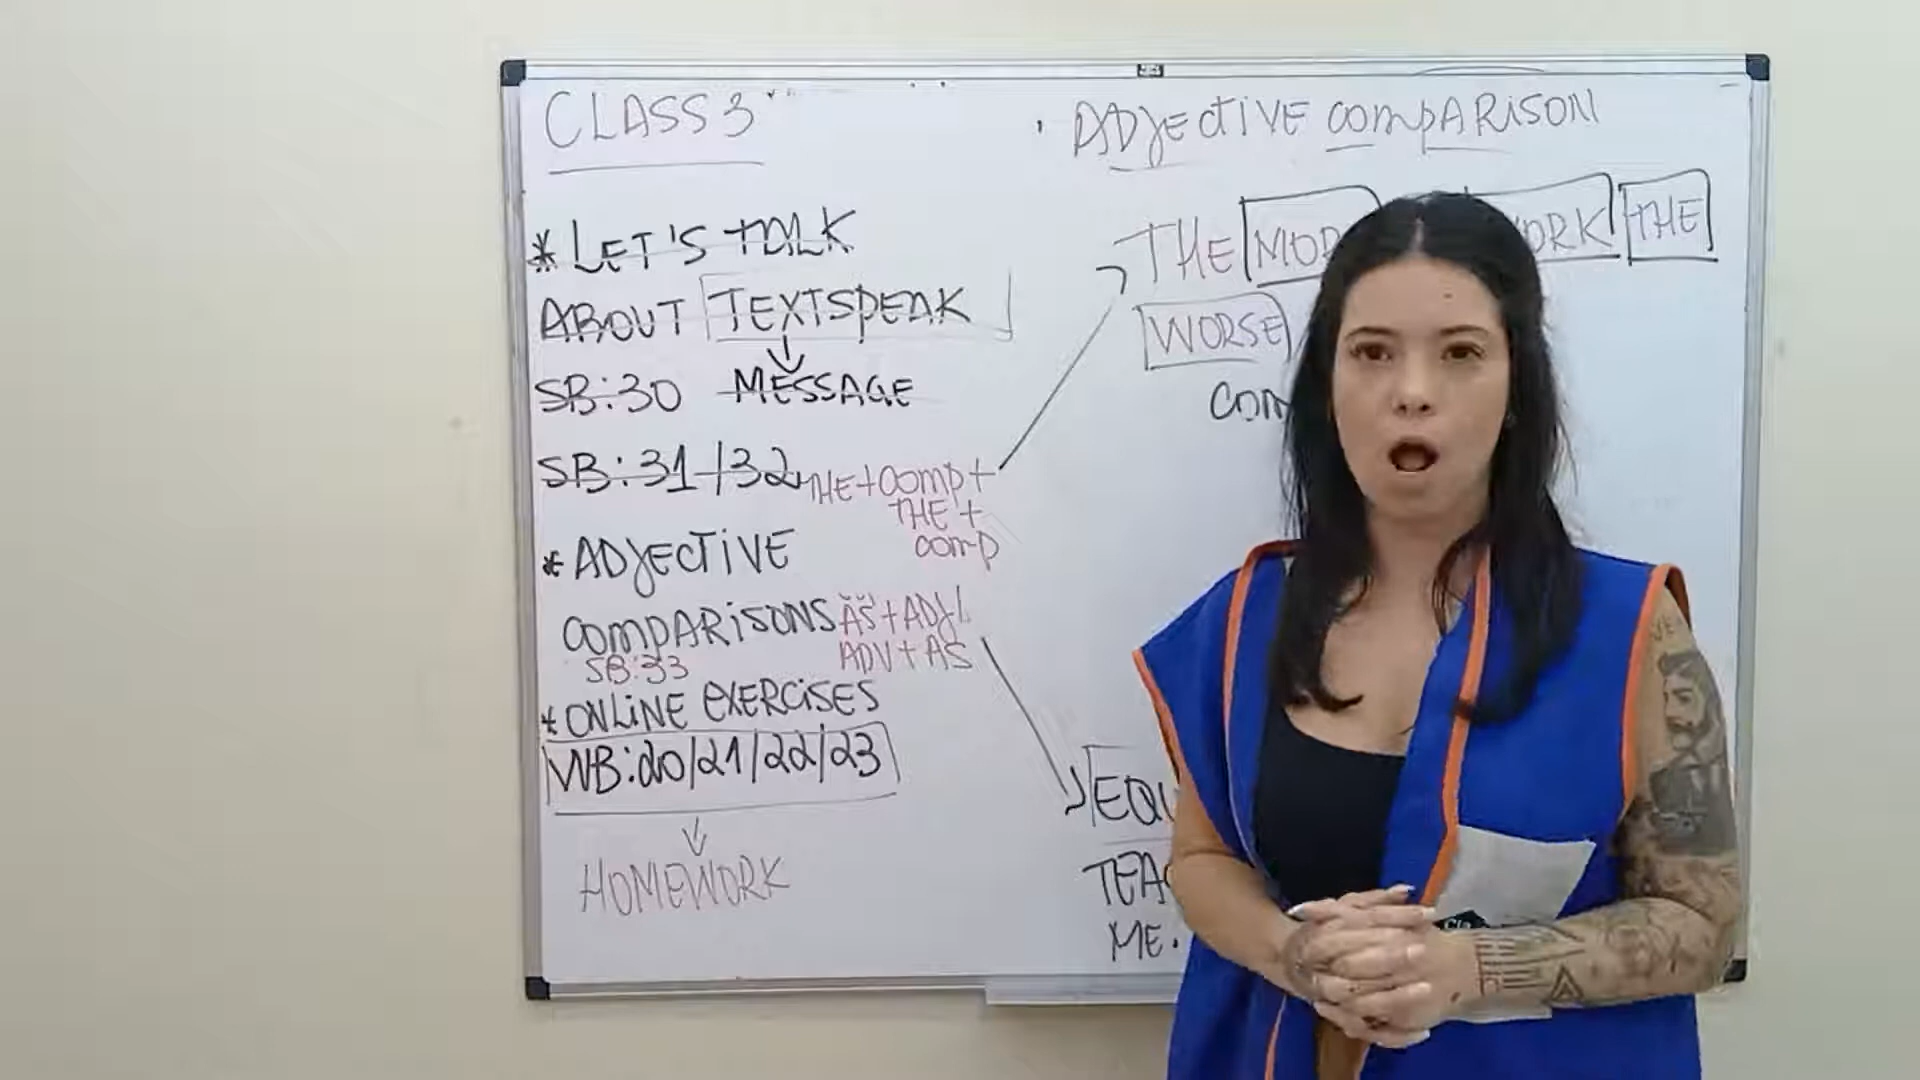 CLASS 3
* LET'S TALK
ABOUT TEXTSPEAK
SB:30 MESSAGE
SB:31/32
THE + COMP +
THE +
COMP
* ADJECTIVE
COMPARISONS
AS + ADJ/
ADV + AS
SB:33
* ONLINE EXERCISES
WB:20/21/22/23
HOMEWORK
ADJECTIVE COMPARISON
THE THE
WORSE
ME.